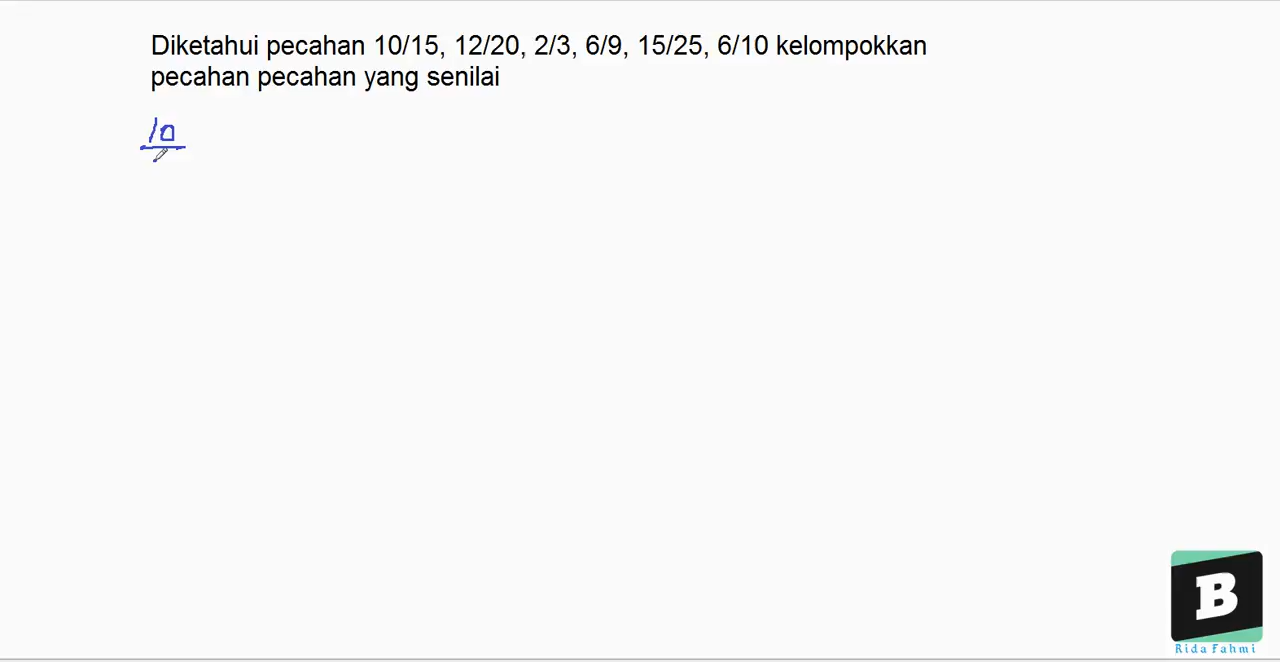 Diketahui pecahan 10/15, 12/20, 2/3, 6/9, 15/25, 6/10 kelompokkan
pecahan pecahan yang senilai
10
B
Rida Fahmi